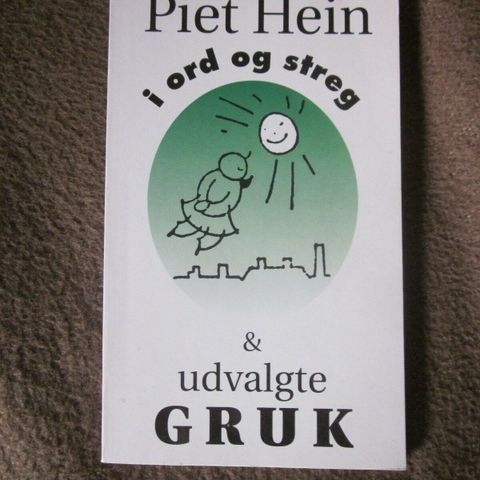 Piet Hein
i ord og streg
&
udvalgte
GRUK